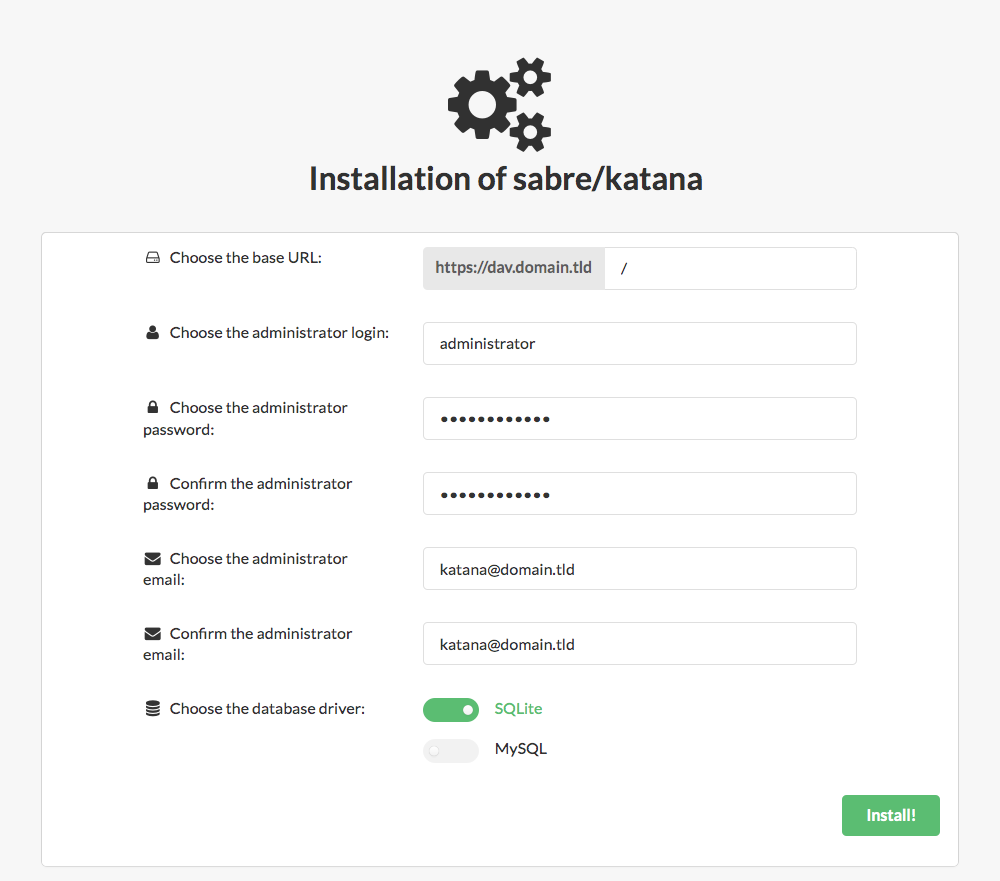 Installation of sabre/katana
Choose the base URL:
https://dav.domain.tld /
Choose the administrator login:
administrator
Choose the administrator
password:
••••••••••••
Confirm the administrator
password:
••••••••••••
Choose the administrator
email:
katana@domain.tld
Confirm the administrator
email:
katana@domain.tld
Choose the database driver:
SQLite
MySQL
Install!